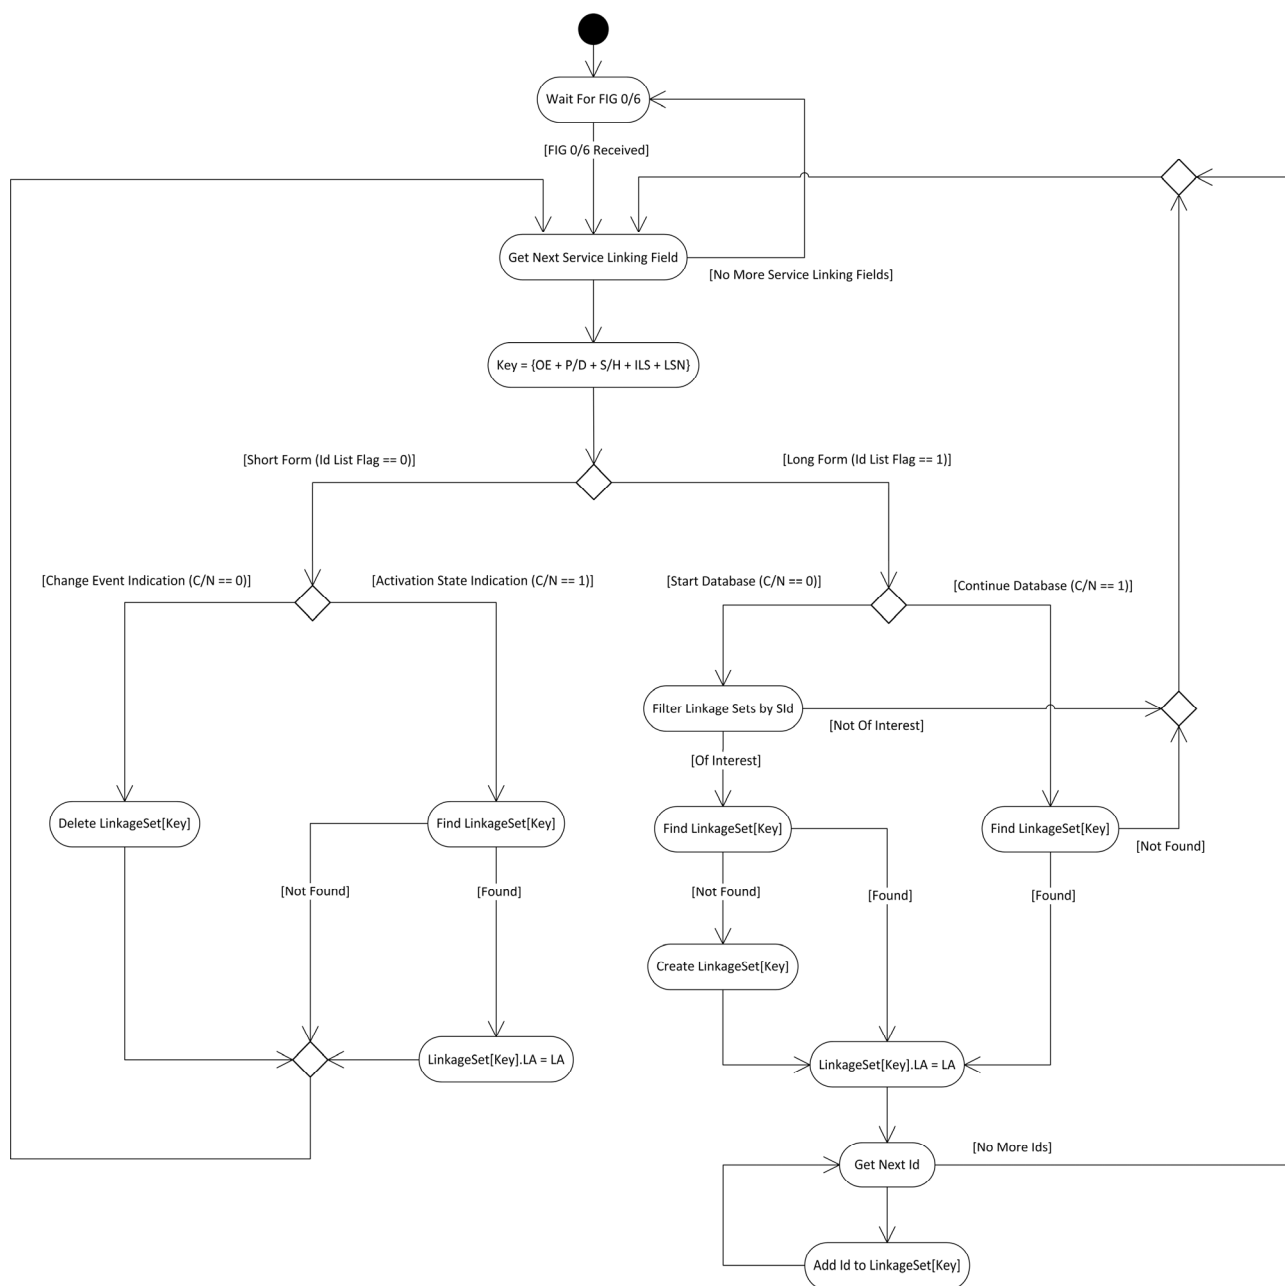 Wait For FIG 0/6
[FIG 0/6 Received]
Get Next Service Linking Field
[No More Service Linking Fields]
Key = {OE + P/D + S/H + ILS + LSN}
[Short Form (Id List Flag == 0)]
[Long Form (Id List Flag == 1)]
[Change Event Indication (C/N == 0)]
[Activation State Indication (C/N == 1)]
[Start Database (C/N == 0)]
[Continue Database (C/N == 1)]
Filter Linkage Sets by SId
[Not Of Interest]
[Of Interest]
Delete LinkageSet[Key]
Find LinkageSet[Key]
Find LinkageSet[Key]
Find LinkageSet[Key]
[Not Found]
[Not Found]
[Found]
[Not Found]
[Found]
[Found]
Create LinkageSet[Key]
LinkageSet[Key].LA = LA
LinkageSet[Key].LA = LA
[No More Ids]
Get Next Id
Add Id to LinkageSet[Key]